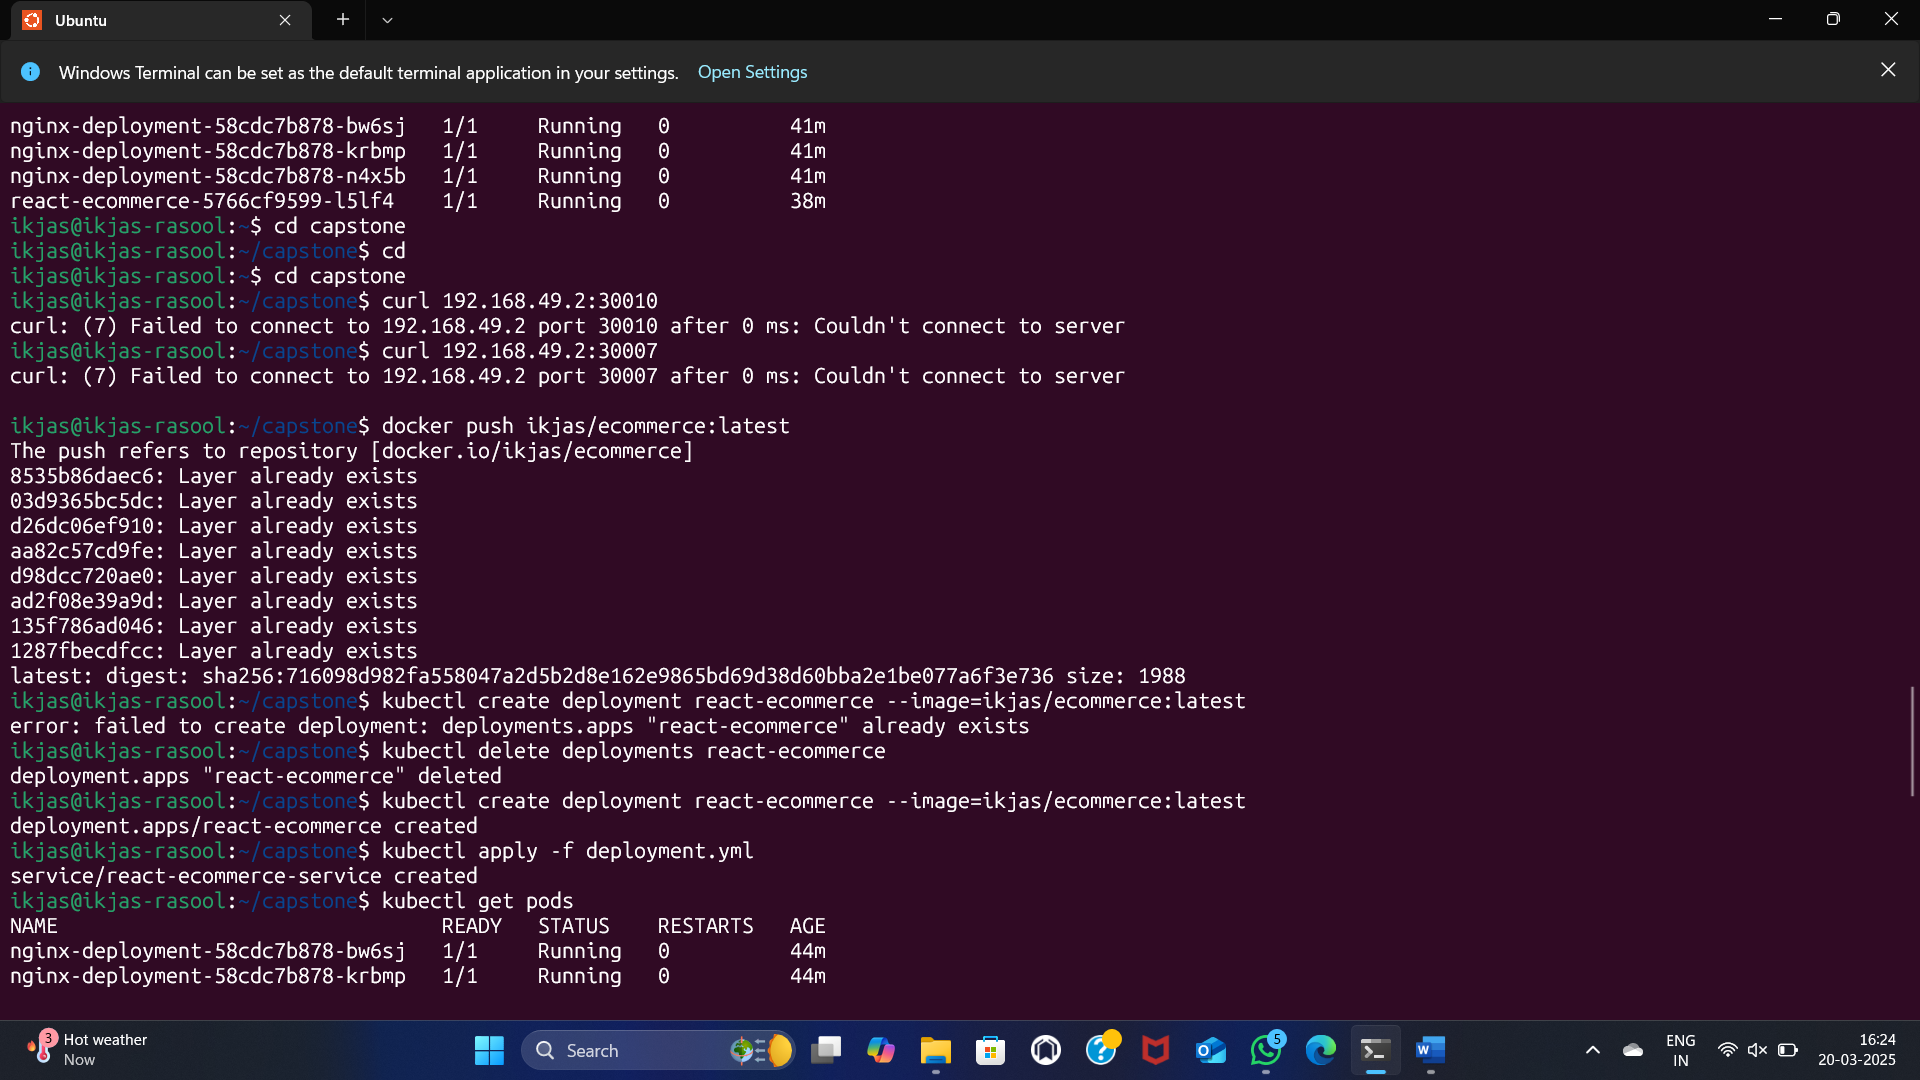 Ubuntu
Windows Terminal can be set as the default terminal application in your settings. Open Settings
nginx-deployment-58cdc7b878-bw6sj 1/1 Running 0 41m
nginx-deployment-58cdc7b878-krbmp 1/1 Running 0 41m
nginx-deployment-58cdc7b878-n4x5b 1/1 Running 0 41m
react-ecommerce-5766cf9599-l5lf4 1/1 Running 0 38m
ikjas@ikjas-rasool:~$ cd capstone
ikjas@ikjas-rasool:~/capstone$ cd
ikjas@ikjas-rasool:~$ cd capstone
ikjas@ikjas-rasool:~/capstone$ curl 192.168.49.2:30010
curl: (7) Failed to connect to 192.168.49.2 port 30010 after 0 ms: Couldn't connect to server
ikjas@ikjas-rasool:~/capstone$ curl 192.168.49.2:30007
curl: (7) Failed to connect to 192.168.49.2 port 30007 after 0 ms: Couldn't connect to server
ikjas@ikjas-rasool:~/capstone$ docker push ikjas/ecommerce:latest
The push refers to repository [docker.io/ikjas/ecommerce]
8535b86daec6: Layer already exists
03d9365bc5dc: Layer already exists
d26dc06ef910: Layer already exists
aa82c57cd9fe: Layer already exists
d98dcc720ae0: Layer already exists
ad2f08e39a9d: Layer already exists
135f786ad046: Layer already exists
1287fbecdfcc: Layer already exists
latest: digest: sha256:716098d982fa558047a2d5b2d8e162e9865bd69d38d60bba2e1be077a6f3e736 size: 1988
ikjas@ikjas-rasool:~/capstone$ kubectl create deployment react-ecommerce --image=ikjas/ecommerce:latest
error: failed to create deployment: deployments.apps "react-ecommerce" already exists
ikjas@ikjas-rasool:~/capstone$ kubectl delete deployments react-ecommerce
deployment.apps "react-ecommerce" deleted
ikjas@ikjas-rasool:~/capstone$ kubectl create deployment react-ecommerce --image=ikjas/ecommerce:latest
deployment.apps/react-ecommerce created
ikjas@ikjas-rasool:~/capstone$ kubectl apply -f deployment.yml
service/react-ecommerce-service created
ikjas@ikjas-rasool:~/capstone$ kubectl get pods
NAME READY STATUS RESTARTS AGE
nginx-deployment-58cdc7b878-bw6sj 1/1 Running 0 44m
nginx-deployment-58cdc7b878-krbmp 1/1 Running 0 44m
3
Hot weather
Now
Search
5
ENG
IN
16:24
20-03-2025